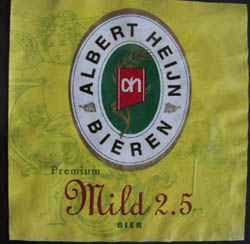 ALBERT HEIJN
ah
BIEREN
Premium
Mild 2.5
BIER